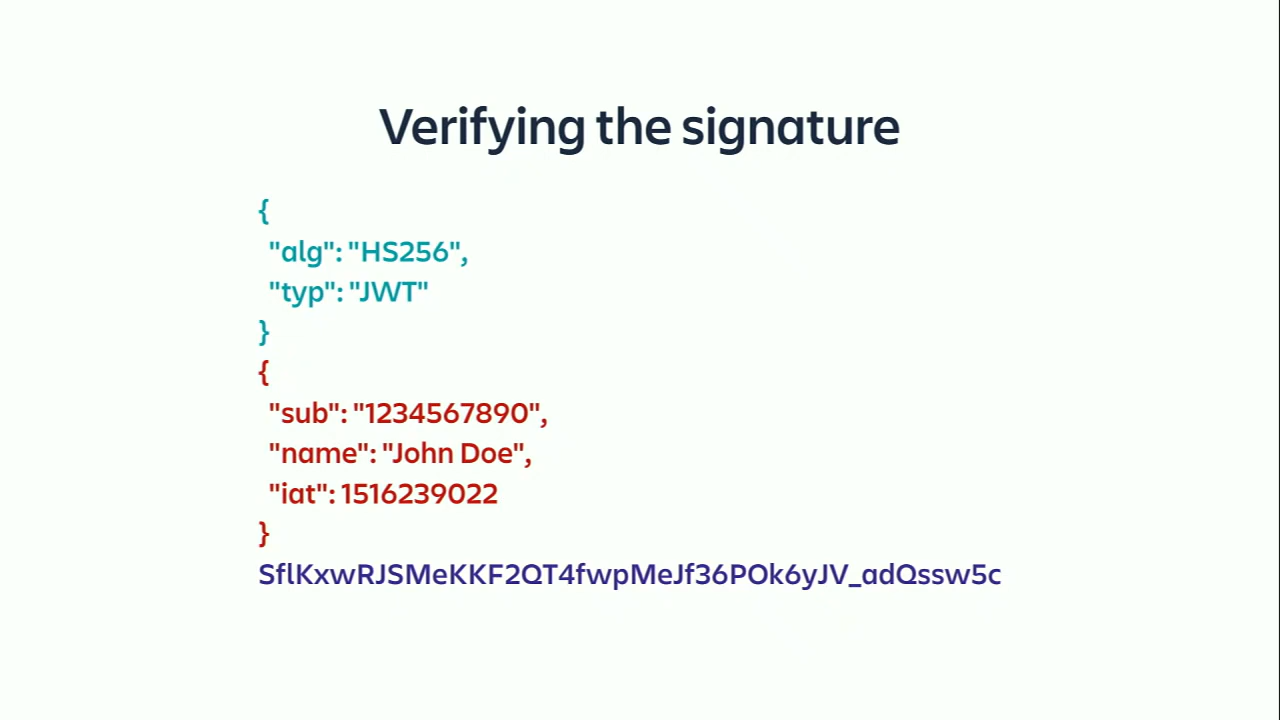 Verifying the signature
{
"alg": "HS256",
"typ": "JWT"
}
{
"sub": "1234567890",
"name": "John Doe",
"iat": 1516239022
}
SflKxwRJSMeKKF2QT4fwpMeJf36POk6yJV_adQssw5c